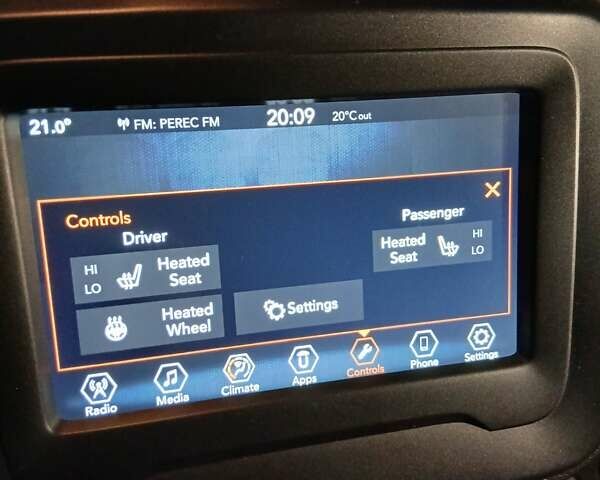 21.0° FM: PEREC FM 20:09 20°C out
Controls
Driver
Passenger
HI
LO
Heated
Seat
Heated
Seat
HI
LO
Heated
Wheel
Settings
Radio Media Climate Apps Controls Phone Settings